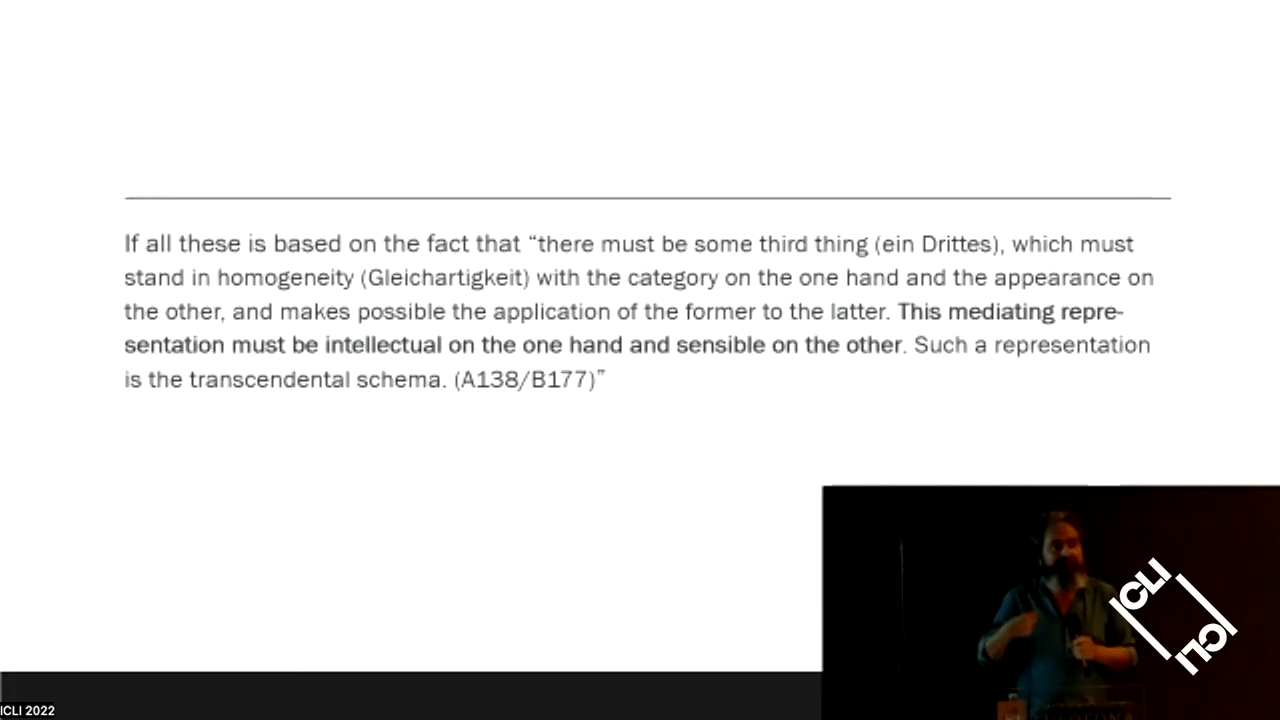 If all these is based on the fact that “there must be some third thing (ein Drittes), which must
stand in homogeneity (Gleichartigkeit) with the category on the one hand and the appearance on
the other, and makes possible the application of the former to the latter. This mediating repre-
sentation must be intellectual on the one hand and sensible on the other. Such a representation
is the transcendental schema. (A138/B177)”
ICLI
ICLI
ICLI 2022